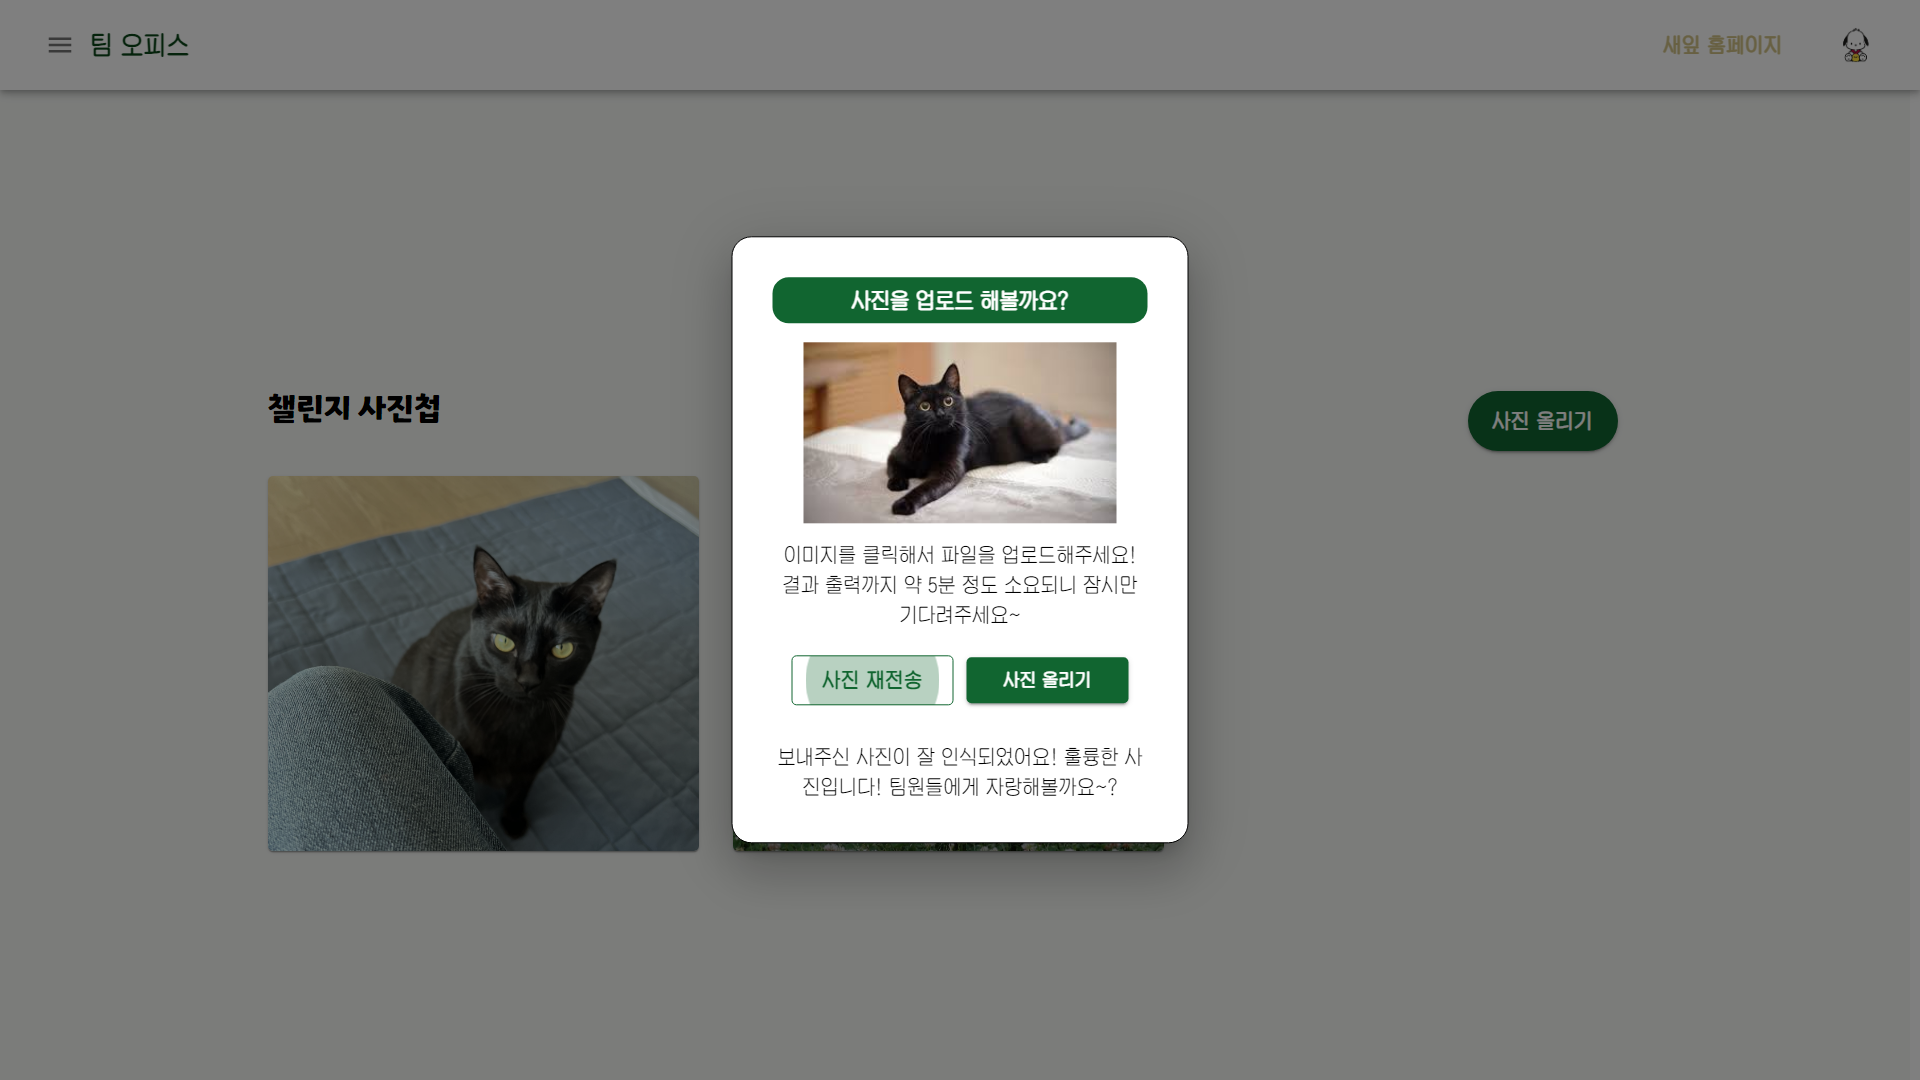 팀 오피스
새잎 홈페이지
챌린지 사진첩
사진 올리기
사진을 업로드 해볼까요?
이미지를 클릭해서 파일을 업로드해주세요!
결과 출력까지 약 5분 정도 소요되니 잠시만
기다려주세요~
사진 재전송
사진 올리기
보내주신 사진이 잘 인식되었어요! 훌륭한 사
진입니다! 팀원들에게 자랑해볼까요~?